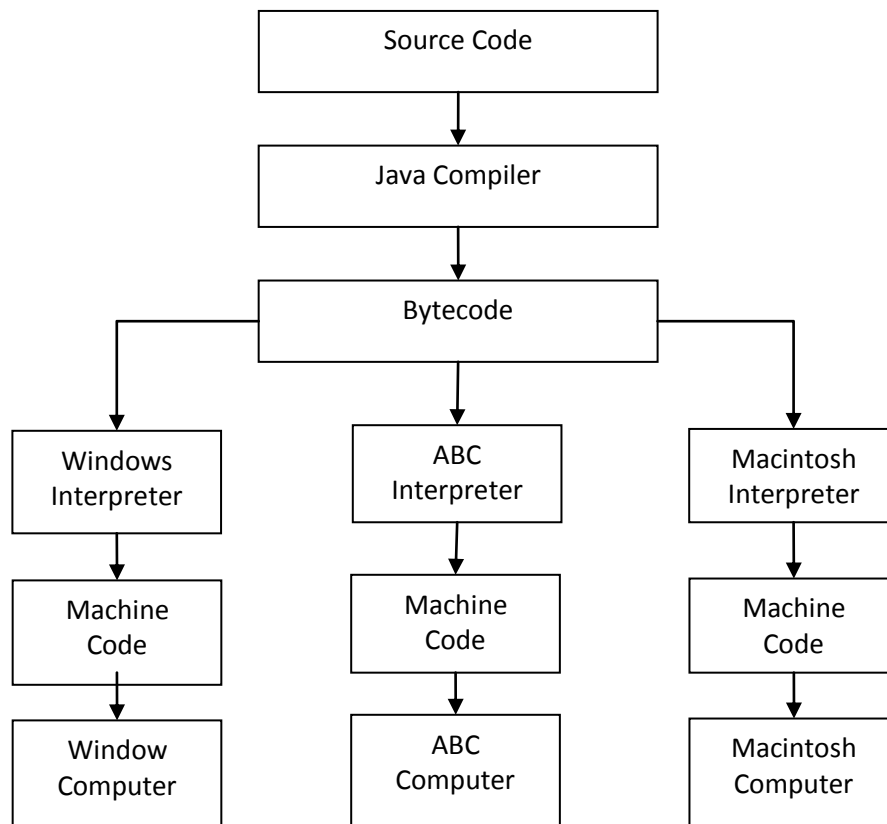 Source Code
Java Compiler
Bytecode
Windows
Interpreter
ABC
Interpreter
Macintosh
Interpreter
Machine
Code
Machine
Code
Machine
Code
Window
Computer
ABC
Computer
Macintosh
Computer